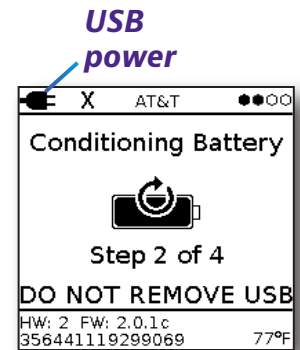 USB
power
X AT&T
Conditioning Battery
Step 2 of 4
DO NOT REMOVE USB
HW: 2 FW: 2.0.1c
356441119299069 77°F